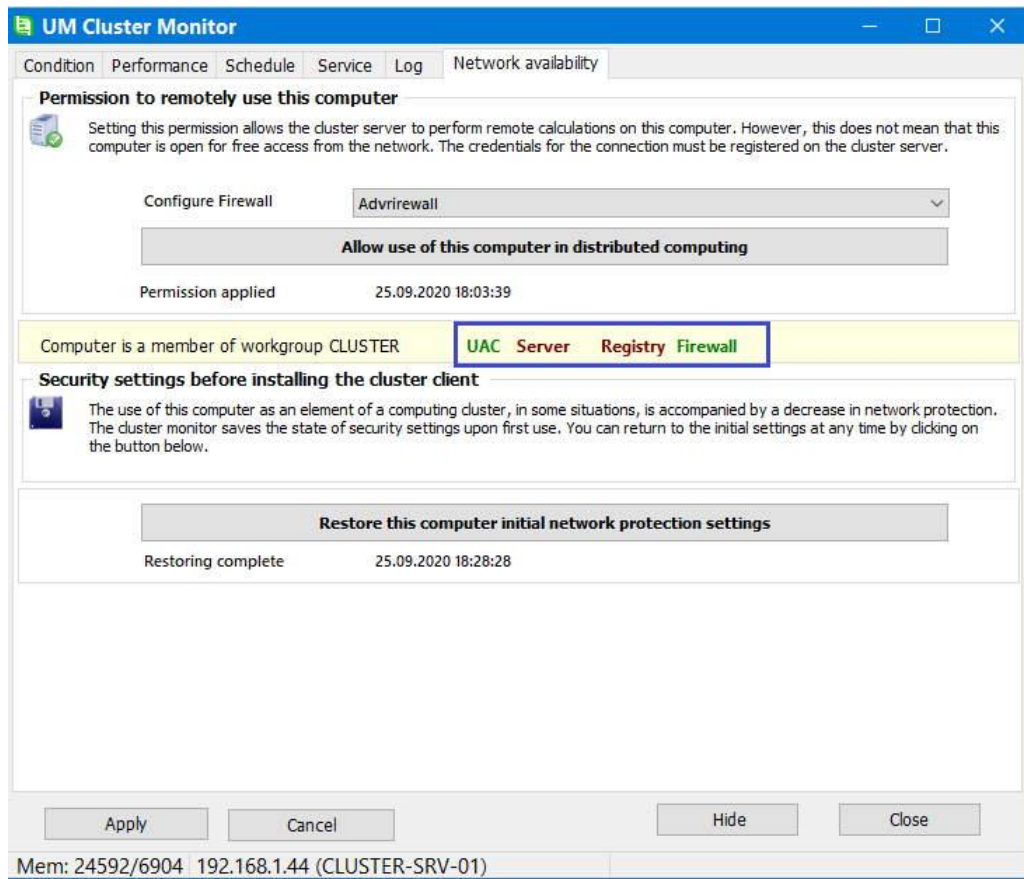 UM Cluster Monitor
Condition Performance Schedule Service Log Network availability
Permission to remotely use this computer
Setting this permission allows the cluster server to perform remote calculations on this computer. However, this does not mean that this
computer is open for free access from the network. The credentials for the connection must be registered on the cluster server.
Configure Firewall Advrirewall
Allow use of this computer in distributed computing
Permission applied 25.09.2020 18:03:39
Computer is a member of workgroup CLUSTER UAC Server Registry Firewall
Security settings before installing the cluster client
The use of this computer as an element of a computing cluster, in some situations, is accompanied by a decrease in network protection.
The cluster monitor saves the state of security settings upon first use. You can return to the initial settings at any time by clicking on
the button below.
Restore this computer initial network protection settings
Restoring complete 25.09.2020 18:28:28
Apply Cancel Hide Close
Mem: 24592/6904 192.168.1.44 (CLUSTER-SRV-01)